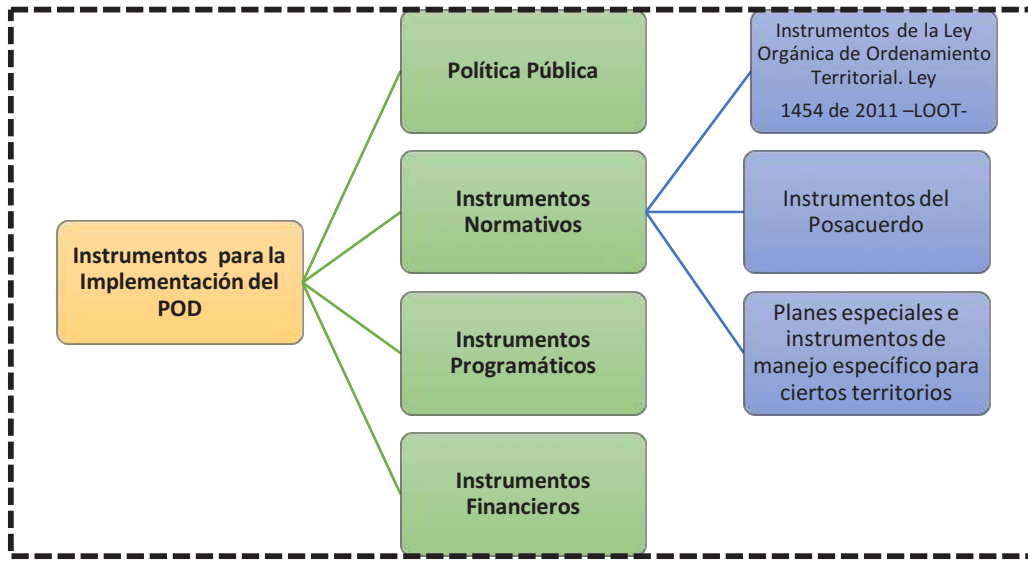 Instrumentos para la
Implementación del
POD
Política Pública
Instrumentos
Normativos
Instrumentos
Programáticos
Instrumentos
Financieros
Instrumentos de la Ley
Orgánica de Ordenamiento
Territorial. Ley
1454 de 2011 –LOOT-
Instrumentos del
Posacuerdo
Planes especiales e
instrumentos de
manejo específico para
ciertos territorios